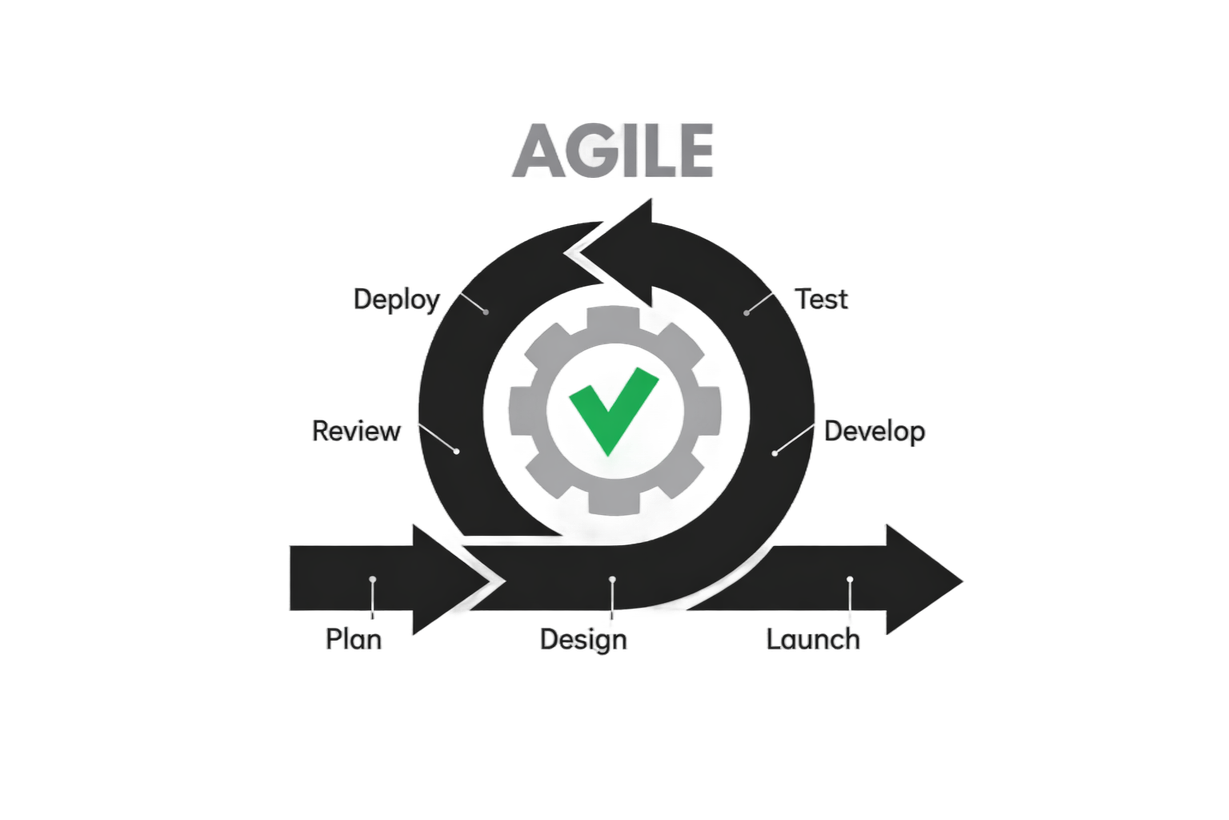 AGILE
Deploy
Test
Review
Develop
Plan
Design
Launch